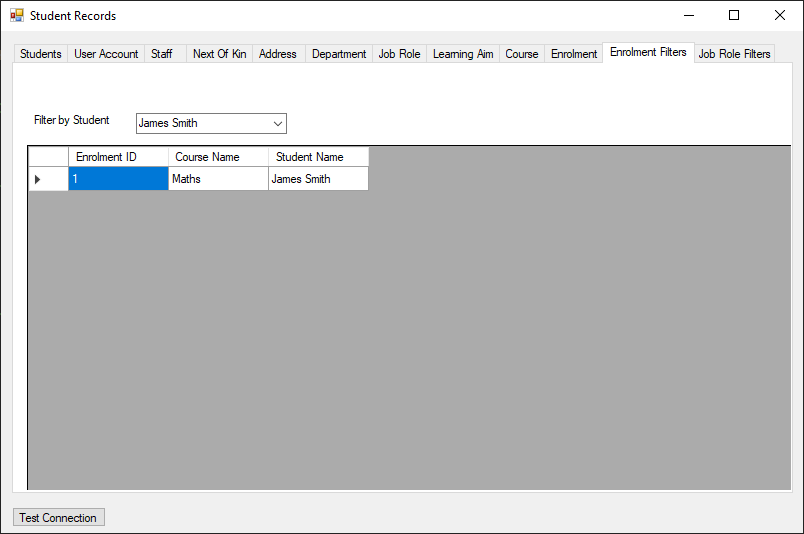 Student Records
Students User Account Staff Next Of Kin Address Department Job Role Learning Aim Course Enrolment Enrolment Filters Job Role Filters
Filter by Student James Smith
Enrolment ID Course Name Student Name
1 Maths James Smith
Test Connection